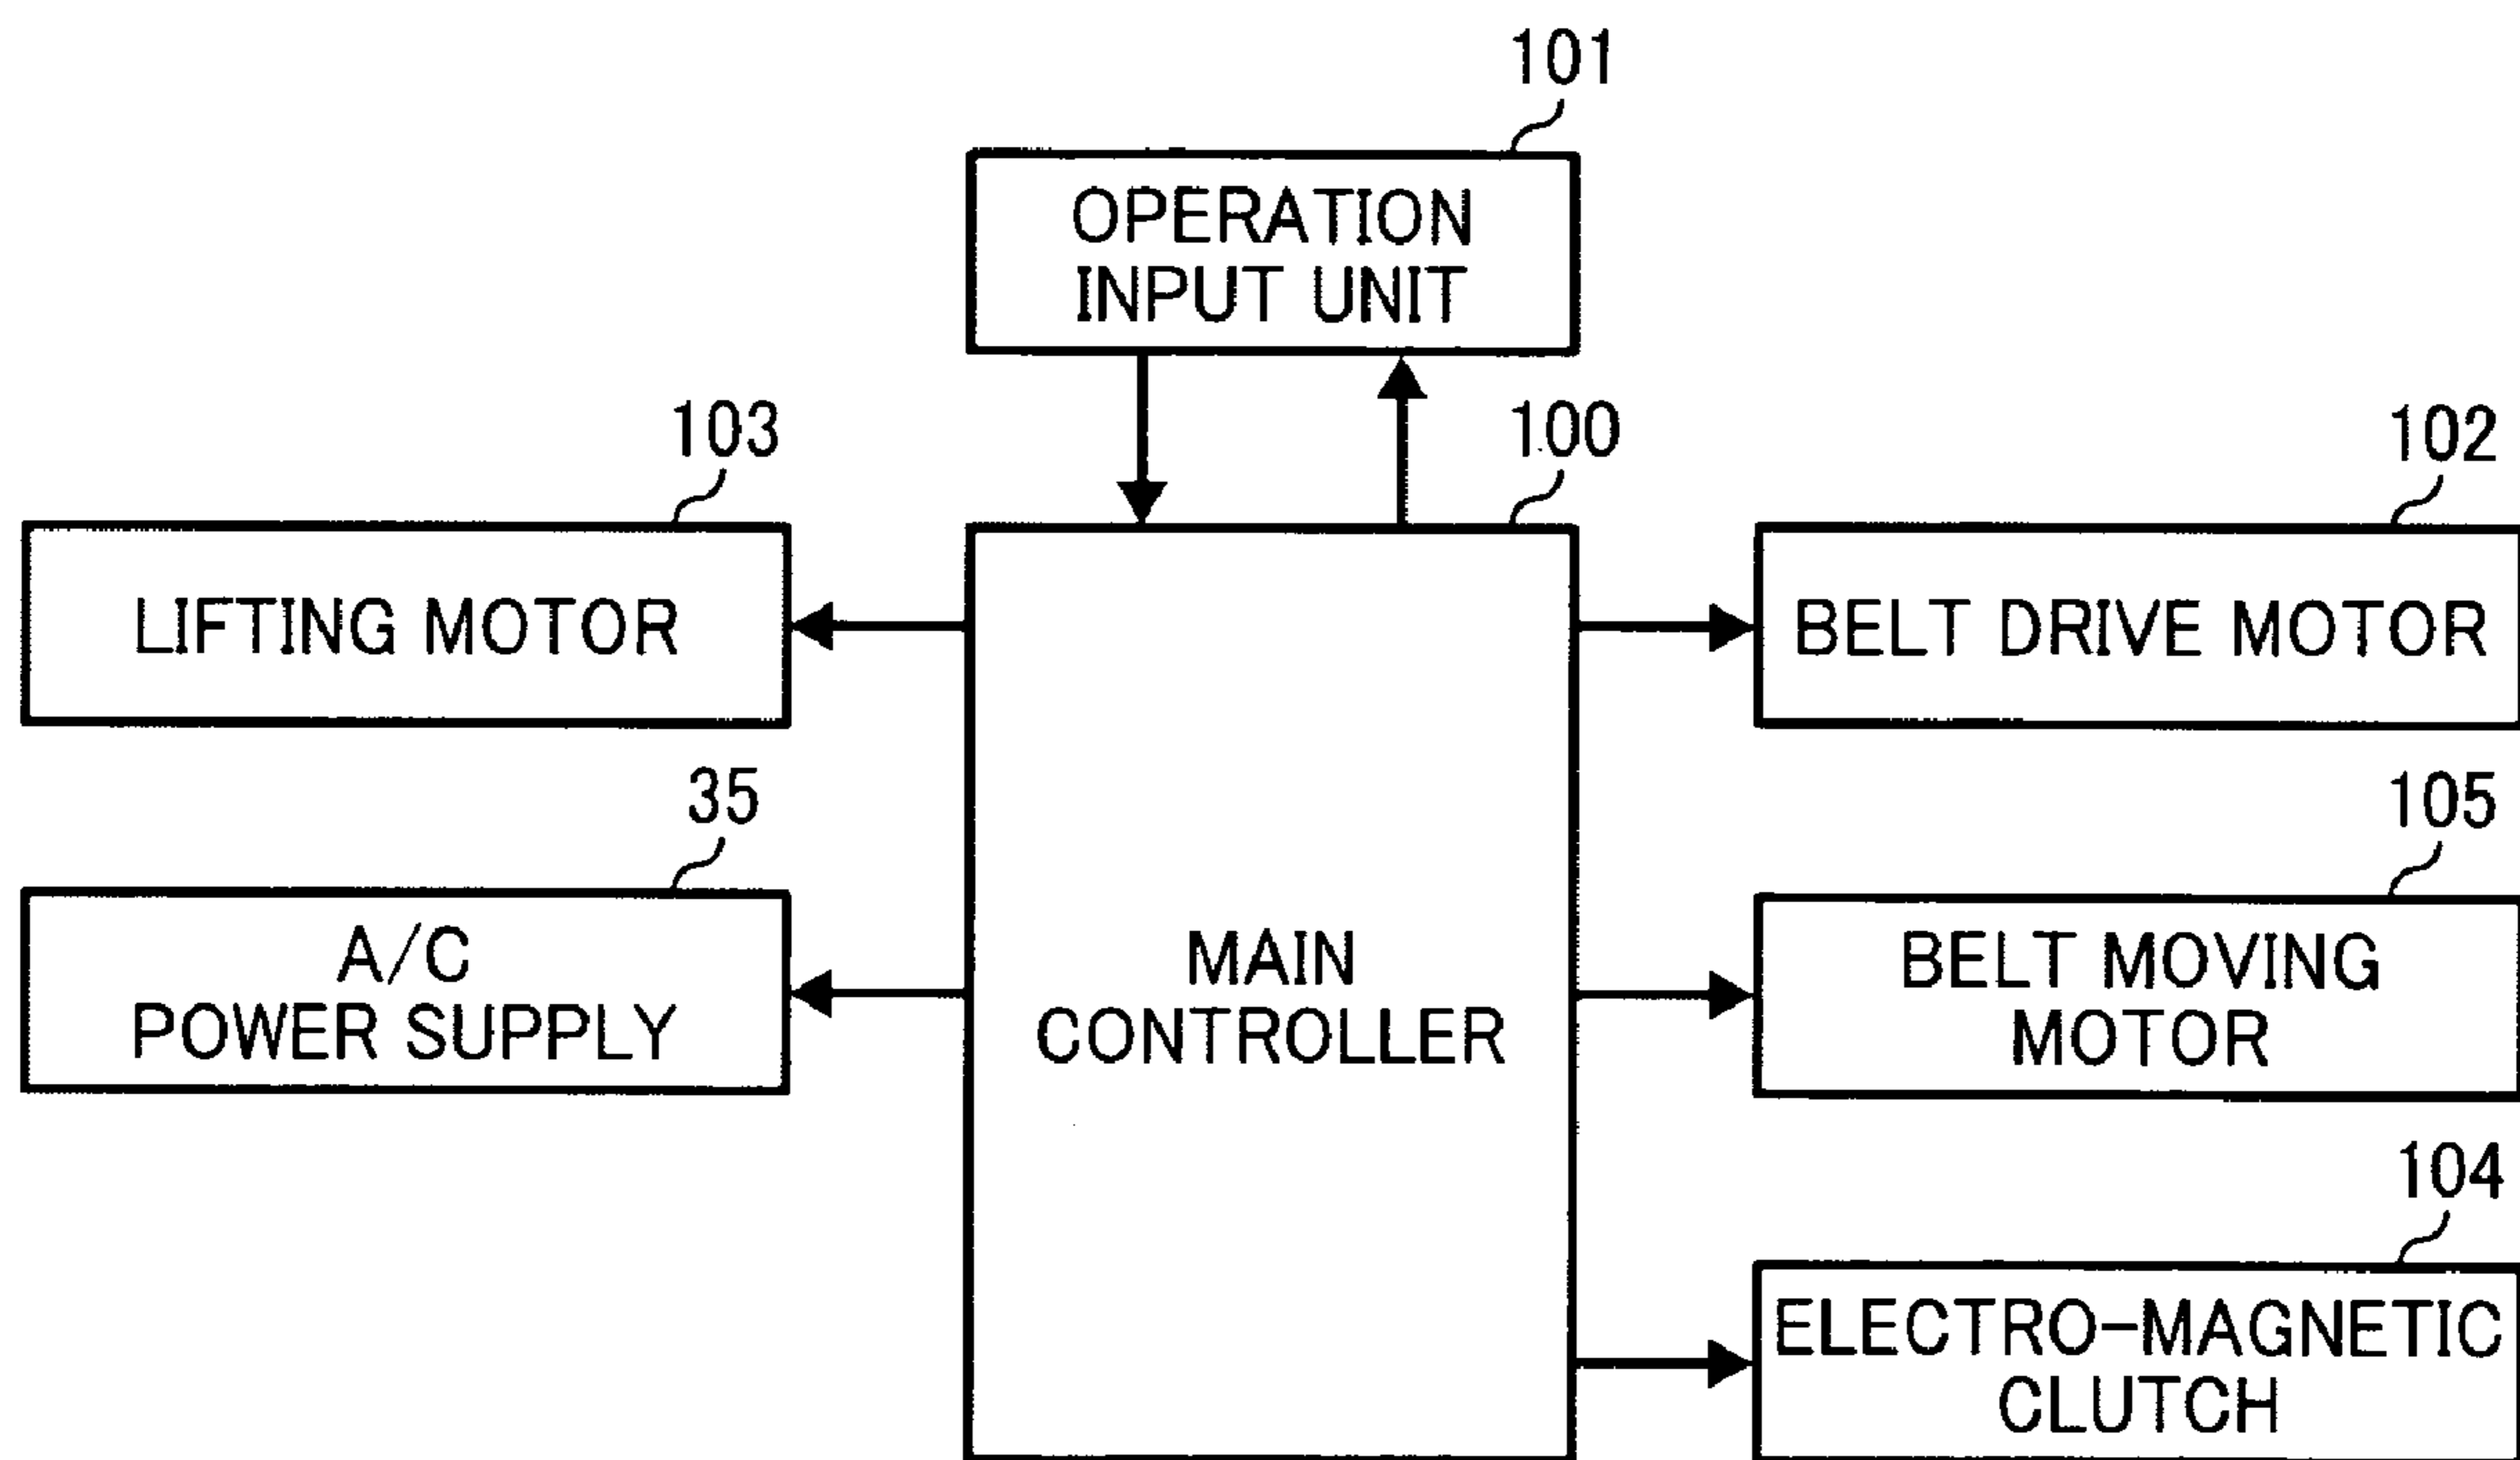 101
OPERATION
INPUT UNIT
103
100
102
LIFTING MOTOR
BELT DRIVE MOTOR
35
105
A/C
POWER SUPPLY
MAIN
CONTROLLER
BELT MOVING
MOTOR
104
ELECTRO-MAGNETIC
CLUTCH